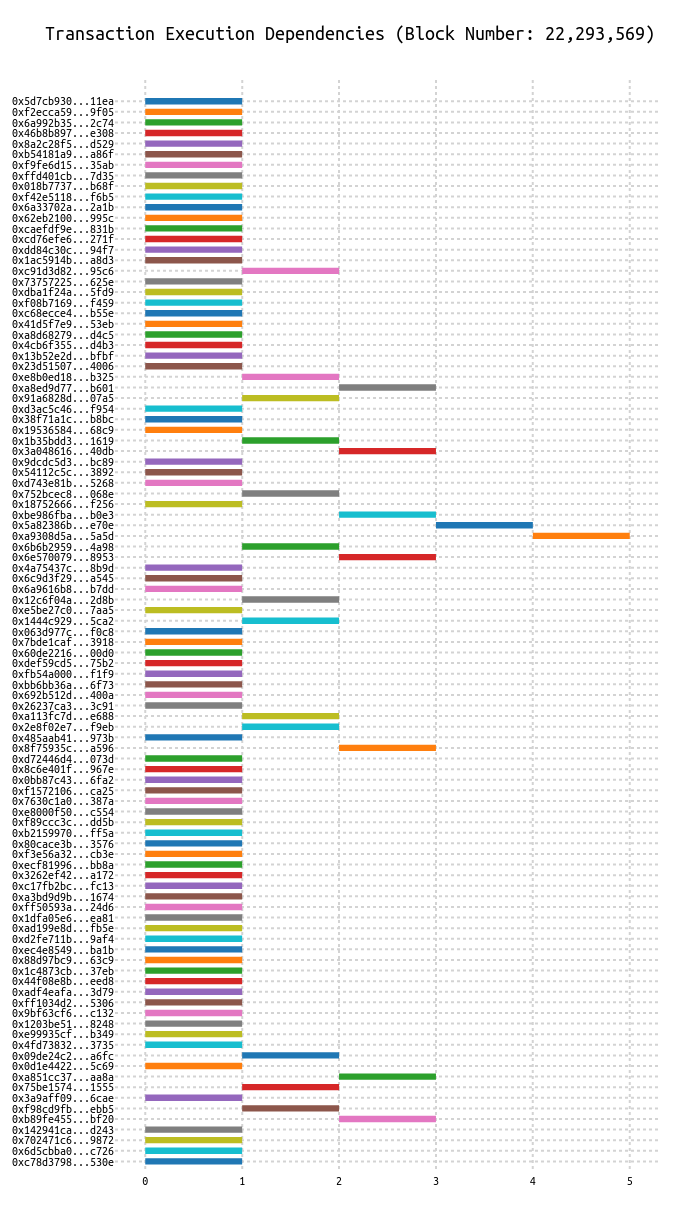 Transaction Execution Dependencies (Block Number: 22,293,569)
0x5d7cb930...11ea
0xf2ecca59...9f05
0x6a992b35...2c74
0x46b8b897...e308
0x8a2c28f5...d529
0xb54181a9...a86f
0xf9fe6d15...35ab
0xffd401cb...7d35
0x018b7737...b68f
0xf42e5118...f6b5
0x6a33702a...2a1b
0x62eb2100...995c
0xcaefdf9e...831b
0xcd76efe6...271f
0xdd84c30c...94f7
0x1ac5914b...a8d3
0xc91d3d82...95c6
0x73757225...625e
0xdba1f24a...5fd9
0xf08b7169...f459
0xc68ecce4...b55e
0x41d5f7e9...53eb
0xa8d68279...d4c5
0x4cb6f355...d4b3
0x13b52e2d...bfbf
0x23d51507...4006
0xe8b0ed18...b325
0xa8ed9d77...b601
0x91a6828d...07a5
0xd3ac5c46...f954
0x38f71a1c...b8bc
0x19536584...68c9
0x1b35bdd3...1619
0x3a048616...40db
0x9dcdc5d3...bc89
0x54112c5c...3892
0xd743e81b...5268
0x752bcec8...068e
0x18752666...f256
0xbe986fba...b0e3
0x5a82386b...e70e
0xa9308d5a...5a5d
0x6b6b2959...4a98
0x6e570079...8953
0x4a75437c...8b9d
0x6c9d3f29...a545
0x6a9616b8...b7dd
0x12c6f04a...2d8b
0xe5be27c0...7aa5
0x1444c929...5ca2
0x063d977c...f0c8
0x7bde1caf...3918
0x60de2216...00d0
0xdef59cd5...75b2
0xfb54a000...f1f9
0xbb6bb36a...6f73
0x692b512d...400a
0x26237ca3...3c91
0xa113fc7d...e688
0x2e8f02e7...f9eb
0x485aab41...973b
0x8f75935c...a596
0xd72446d4...073d
0x8c6e401f...967e
0x0bb87c43...6fa2
0xf1572106...ca25
0x7630c1a0...387a
0xe8000f50...c554
0xf89ccc3c...dd5b
0xb2159970...ff5a
0x80cace3b...3576
0xf3e56a32...cb3e
0xecf81996...bb8a
0x3262ef42...a172
0xc17fb2bc...fc13
0xa3bd9d9b...1674
0xff50593a...24d6
0x1dfa05e6...ea81
0xad199e8d...fb5e
0xd2fe711b...9af4
0xec4e8549...ba1b
0x88d97bc9...63c9
0x1c4873cb...37eb
0x44f08e8b...eed8
0xadf4eafa...3d79
0xff1034d2...5306
0x9bf63cf6...c132
0x1203be51...8248
0xe99935cf...b349
0x4fd73832...3735
0x09de24c2...a6fc
0x0d1e4422...5c69
0xa851cc37...aa8a
0x75be1574...1555
0x3a9aff09...6cae
0xf98cd9fb...ebb5
0xb89fe455...bf20
0x142941ca...d243
0x702471c6...9872
0x6d5cbba0...c726
0xc78d3798...530e
0 1 2 3 4 5